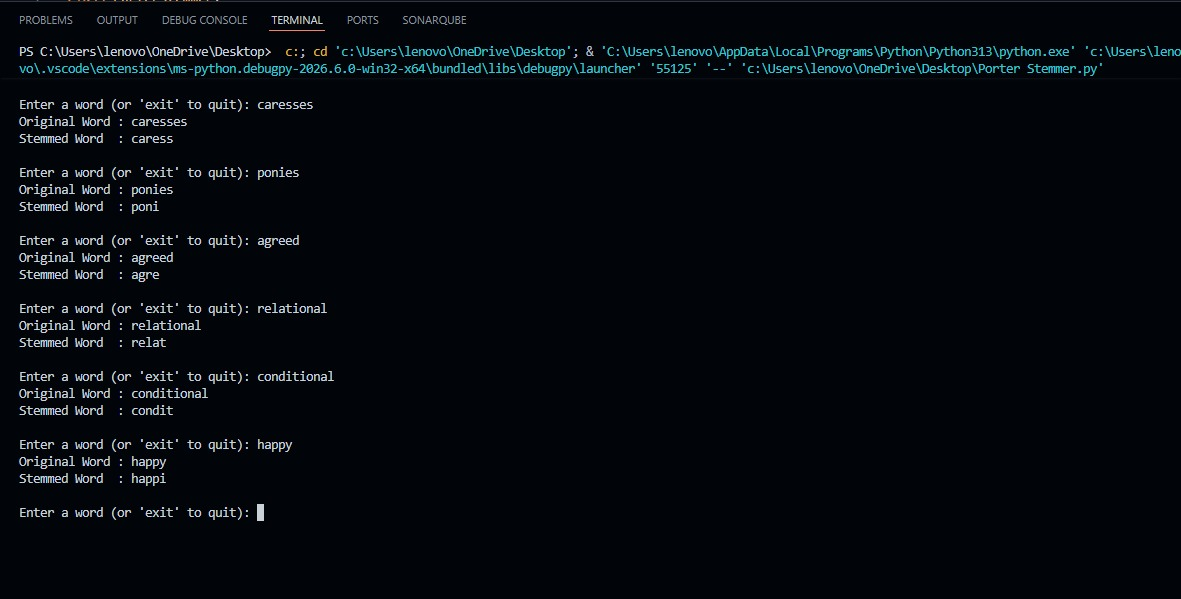 PROBLEMS OUTPUT DEBUG CONSOLE TERMINAL PORTS SONARQUBE
PS C:\Users\lenovo\OneDrive\Desktop>  c:; cd 'c:\Users\lenovo\OneDrive\Desktop'; & 'C:\Users\lenovo\AppData\Local\Programs\Python\Python313\python.exe' 'c:\Users\leno
vo\.vscode\extensions\ms-python.debugpy-2026.6.0-win32-x64\bundled\libs\debugpy\launcher' '55125' '--' 'c:\Users\lenovo\OneDrive\Desktop\Porter Stemmer.py'
Enter a word (or 'exit' to quit): caresses
Original Word : caresses
Stemmed Word  : caress
Enter a word (or 'exit' to quit): ponies
Original Word : ponies
Stemmed Word  : poni
Enter a word (or 'exit' to quit): agreed
Original Word : agreed
Stemmed Word  : agre
Enter a word (or 'exit' to quit): relational
Original Word : relational
Stemmed Word  : relat
Enter a word (or 'exit' to quit): conditional
Original Word : conditional
Stemmed Word  : condit
Enter a word (or 'exit' to quit): happy
Original Word : happy
Stemmed Word  : happi
Enter a word (or 'exit' to quit):